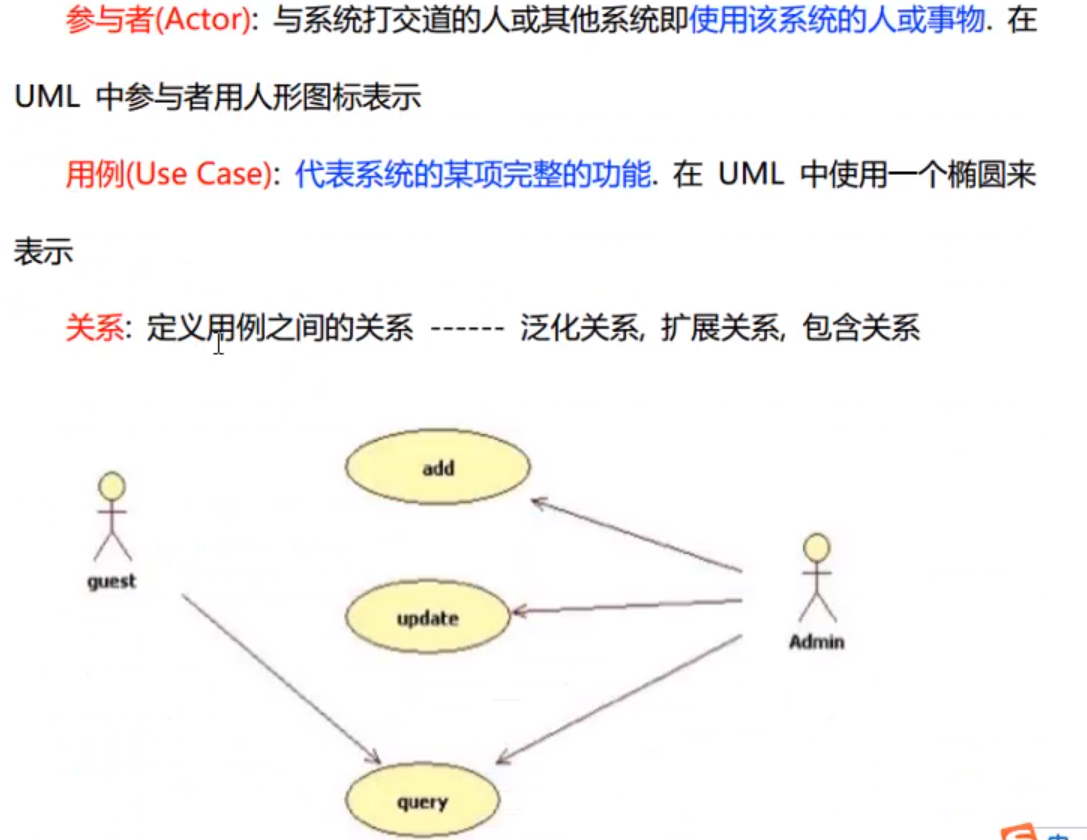 参与者(Actor): 与系统打交道的人或其他系统即使用该系统的人或事物. 在
UML 中参与者用人形图标表示
用例(Use Case): 代表系统的某项完整的功能. 在 UML 中使用一个椭圆来
表示
关系: 定义用例之间的关系 ------ 泛化关系, 扩展关系, 包含关系
add
guest
update
Admin
query